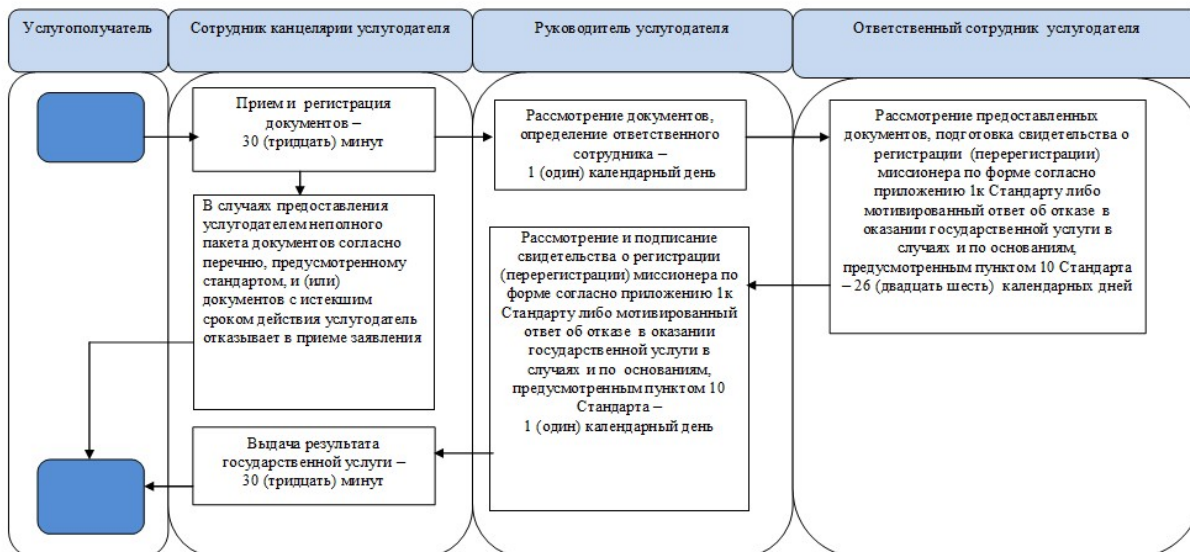 Услугополучатель
Сотрудник канцелярии услугодателя
Руководитель услугодателя
Ответственный сотрудник услугодателя
Прием и регистрация
документов –
30 (тридцать) минут
В случаях предоставления
услугодателем неполного
пакета документов согласно
перечню, предусмотренному
стандартом, и (или)
документов с истекшим
сроком действия услугодатель
отказывает в приеме заявления
Выдача результата
государственной услуги –
30 (тридцать) минут
Рассмотрение документов,
определение ответственного
сотрудника –
1 (один) календарный день
Рассмотрение и подписание
свидетельства о регистрации
(перерегистрации) миссионера по
форме согласно приложению 1к
Стандарту либо мотивированный
ответ об отказе в оказании
государственной услуги в
случаях и по основаниям,
предусмотренным пунктом 10
Стандарта –
1 (один) календарный день
Рассмотрение предоставленных
документов, подготовка свидетельства о
регистрации (перерегистрации)
миссионера по форме согласно
приложению 1к Стандарту либо
мотивированный ответ об отказе в
оказании государственной услуги в
случаях и по основаниям,
предусмотренным пунктом 10 Стандарта
– 26 (двадцать шесть) календарных дней